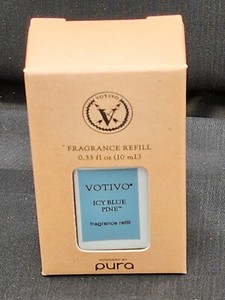 VOTIVO
V
FRAGRANCE REFILL
0.33 fl oz (10 mL)
VOTIVO®
ICY BLUE
PINE™
fragrance refill
POWERED BY
pura